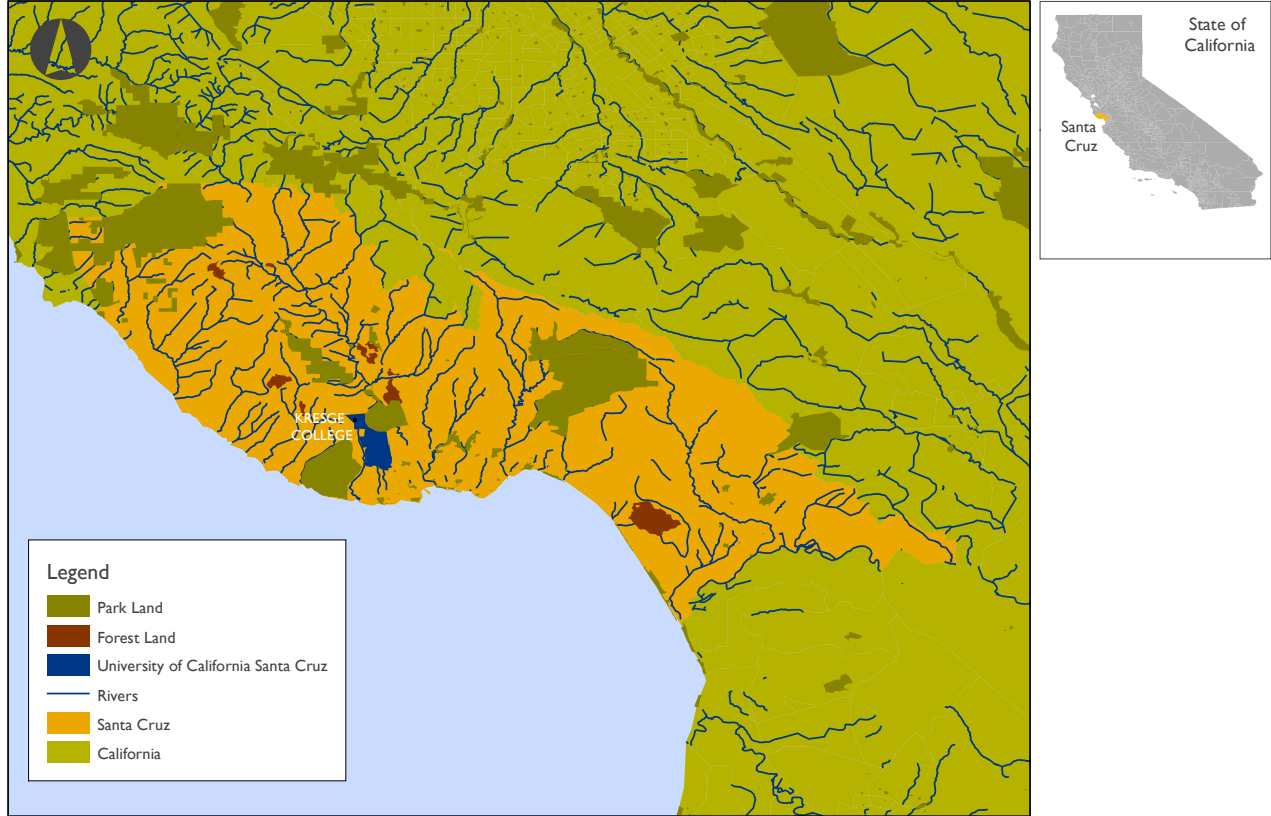 State of
California
Santa
Cruz
KRESGE
COLLEGE
Legend
Park Land
Forest Land
University of California Santa Cruz
Rivers
Santa Cruz
California